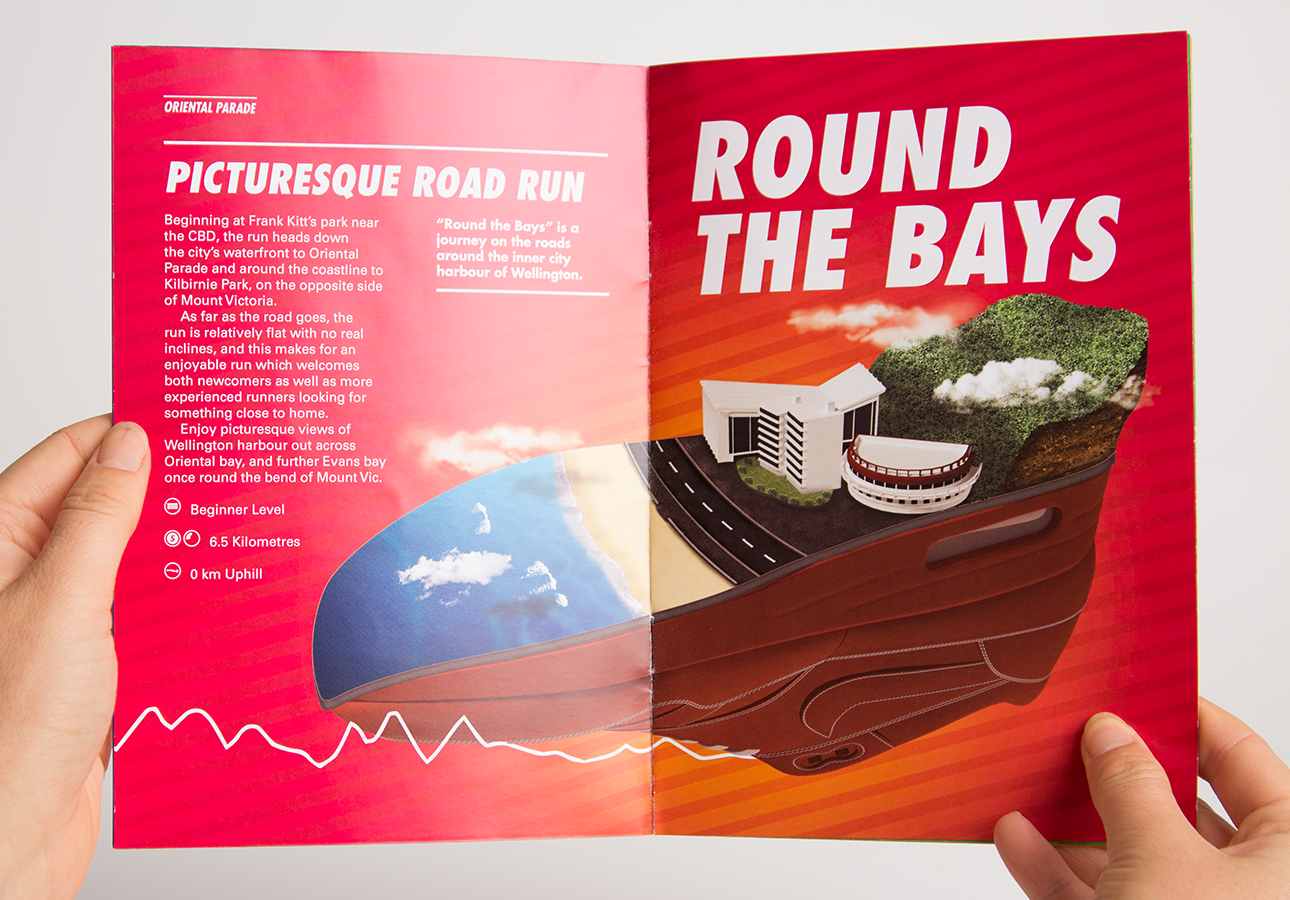 ORIENTAL PARADE
PICTURESQUE ROAD RUN
Beginning at Frank Kitt's park near
the CBD, the run heads down
the city's waterfront to Oriental
Parade and around the coastline to
Kilbirnie Park, on the opposite side
of Mount Victoria.
As far as the road goes, the
run is relatively flat with no real
inclines, and this makes for an
enjoyable run which welcomes
both newcomers as well as more
experienced runners looking for
something close to home.
Enjoy picturesque views of
Wellington harbour out across
Oriental bay, and further Evans bay
once round the bend of Mount Vic.
Beginner Level
6.5 Kilometres
0 km Uphill
"Round the Bays" is a
journey on the roads
around the inner city
harbour of Wellington.
ROUND
THE BAYS